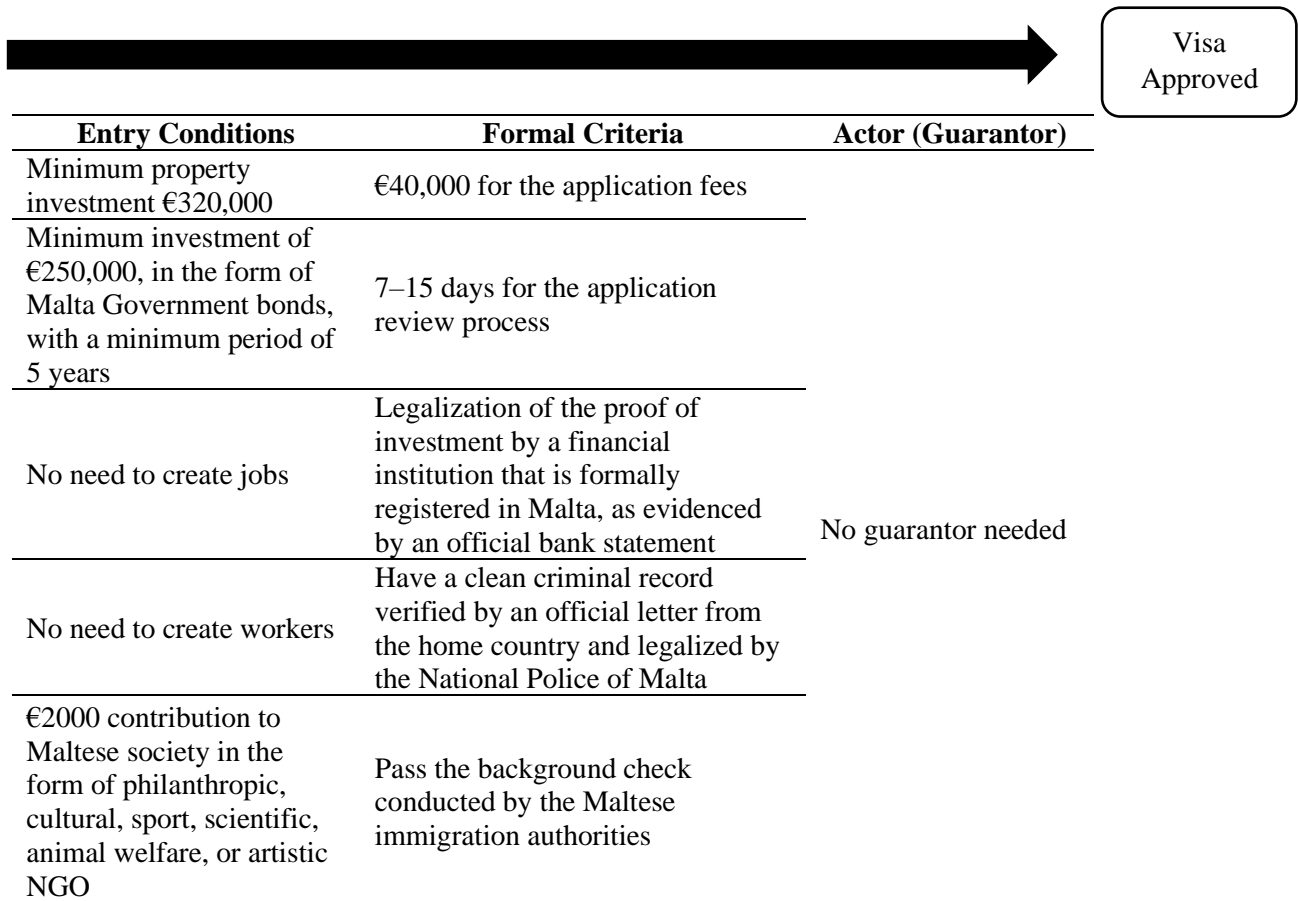 Visa
Approved
Entry Conditions Formal Criteria Actor (Guarantor)
Minimum property
investment €320,000
€40,000 for the application fees
Minimum investment of
€250,000, in the form of
Malta Government bonds,
with a minimum period of
5 years
7–15 days for the application
review process
No need to create jobs
Legalization of the proof of
investment by a financial
institution that is formally
registered in Malta, as evidenced
by an official bank statement
No need to create workers
Have a clean criminal record
verified by an official letter from
the home country and legalized by
the National Police of Malta
€2000 contribution to
Maltese society in the
form of philanthropic,
cultural, sport, scientific,
animal welfare, or artistic
NGO
Pass the background check
conducted by the Maltese
immigration authorities
No guarantor needed